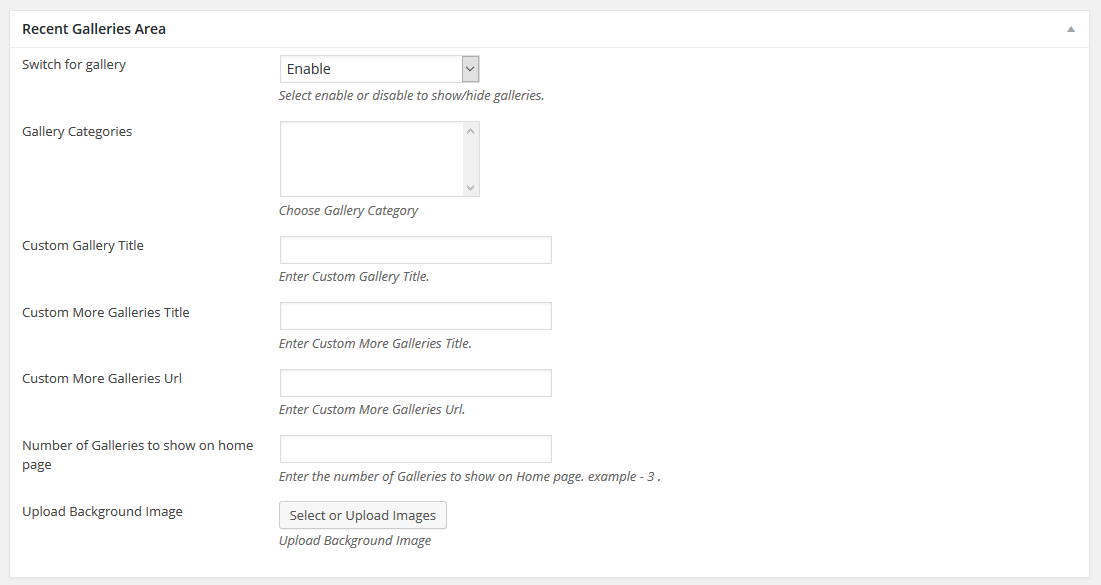 Recent Galleries Area
Switch for gallery
Enable
Select enable or disable to show/hide galleries.
Gallery Categories
Choose Gallery Category
Custom Gallery Title
Enter Custom Gallery Title.
Custom More Galleries Title
Enter Custom More Galleries Title.
Custom More Galleries Url
Enter Custom More Galleries Url.
Number of Galleries to show on home
page
Enter the number of Galleries to show on Home page. example - 3 .
Upload Background Image
Select or Upload Images
Upload Background Image